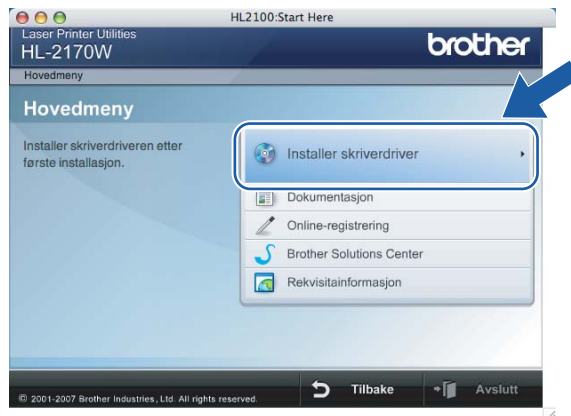 HL2100:Start Here
Laser Printer Utilities
HL-2170W
brother
Hovedmeny
Hovedmeny
Installer skriverdriveren etter
første installasjon.
Installer skriverdriver
Dokumentasjon
Online-registrering
Brother Solutions Center
Rekvisitainformasjon
© 2001-2007 Brother Industries, Ltd. All rights reserved.
Tilbake
Avslutt